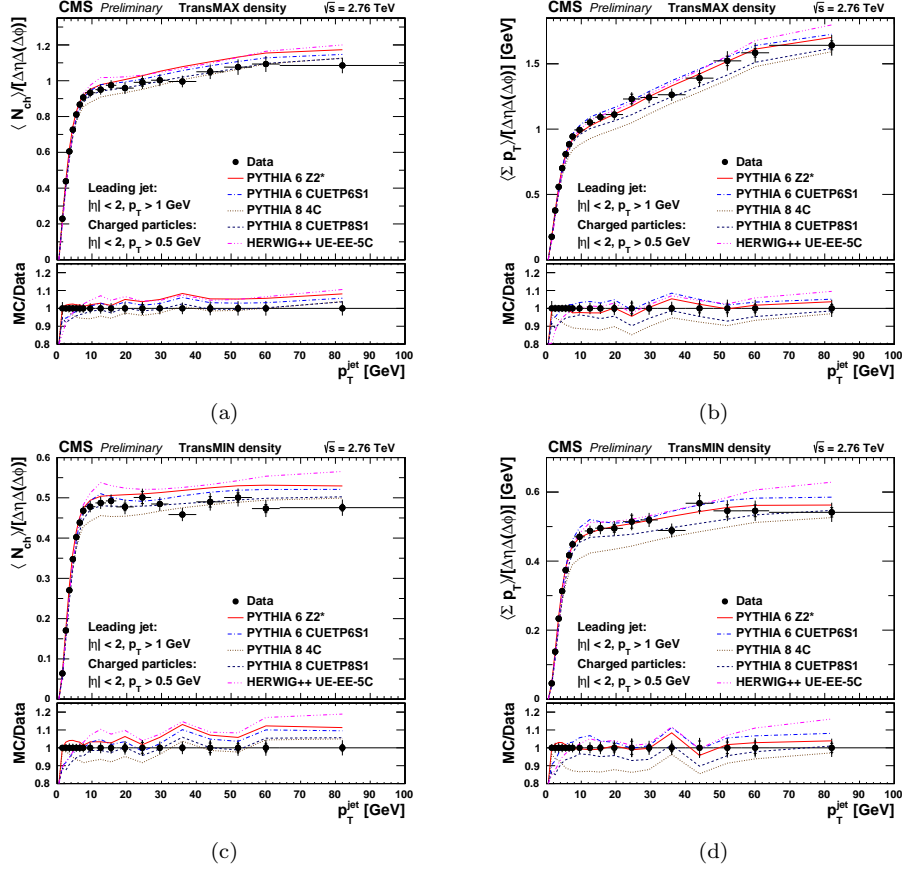 CMS Preliminary TransMAX density √s = 2.76 TeV
⟨ N_ch⟩/[ΔηΔ(Δϕ)]
1.2
1
0.8
0.6
0.4
0.2
0
Data
PYTHIA 6 Z2*
PYTHIA 6 CUETP6S1
PYTHIA 8 4C
PYTHIA 8 CUETP8S1
HERWIG++ UE-EE-5C
Leading jet:
|η| < 2, p_T > 1 GeV
Charged particles:
|η| < 2, p_T > 0.5 GeV
MC/Data
1.2
1.1
1
0.9
0.8
0 10 20 30 40 50 60 70 80 90 100
p_T^jet [GeV]
(a)
CMS Preliminary TransMAX density √s = 2.76 TeV
⟨Σ p_T⟩/[ΔηΔ(Δϕ)] [GeV]
1.5
1
0.5
0
Data
PYTHIA 6 Z2*
PYTHIA 6 CUETP6S1
PYTHIA 8 4C
PYTHIA 8 CUETP8S1
HERWIG++ UE-EE-5C
Leading jet:
|η| < 2, p_T > 1 GeV
Charged particles:
|η| < 2, p_T > 0.5 GeV
MC/Data
1.2
1.1
1
0.9
0.8
0 10 20 30 40 50 60 70 80 90 100
p_T^jet [GeV]
(b)
CMS Preliminary TransMIN density √s = 2.76 TeV
⟨ N_ch⟩/[ΔηΔ(Δϕ)]
0.6
0.5
0.4
0.3
0.2
0.1
0
Data
PYTHIA 6 Z2*
PYTHIA 6 CUETP6S1
PYTHIA 8 4C
PYTHIA 8 CUETP8S1
HERWIG++ UE-EE-5C
Leading jet:
|η| < 2, p_T > 1 GeV
Charged particles:
|η| < 2, p_T > 0.5 GeV
MC/Data
1.2
1.1
1
0.9
0.8
0 10 20 30 40 50 60 70 80 90 100
p_T^jet [GeV]
(c)
CMS Preliminary TransMIN density √s = 2.76 TeV
⟨Σ p_T⟩/[ΔηΔ(Δϕ)] [GeV]
0.6
0.4
0.2
0
Data
PYTHIA 6 Z2*
PYTHIA 6 CUETP6S1
PYTHIA 8 4C
PYTHIA 8 CUETP8S1
HERWIG++ UE-EE-5C
Leading jet:
|η| < 2, p_T > 1 GeV
Charged particles:
|η| < 2, p_T > 0.5 GeV
MC/Data
1.2
1.1
1
0.9
0.8
0 10 20 30 40 50 60 70 80 90 100
p_T^jet [GeV]
(d)